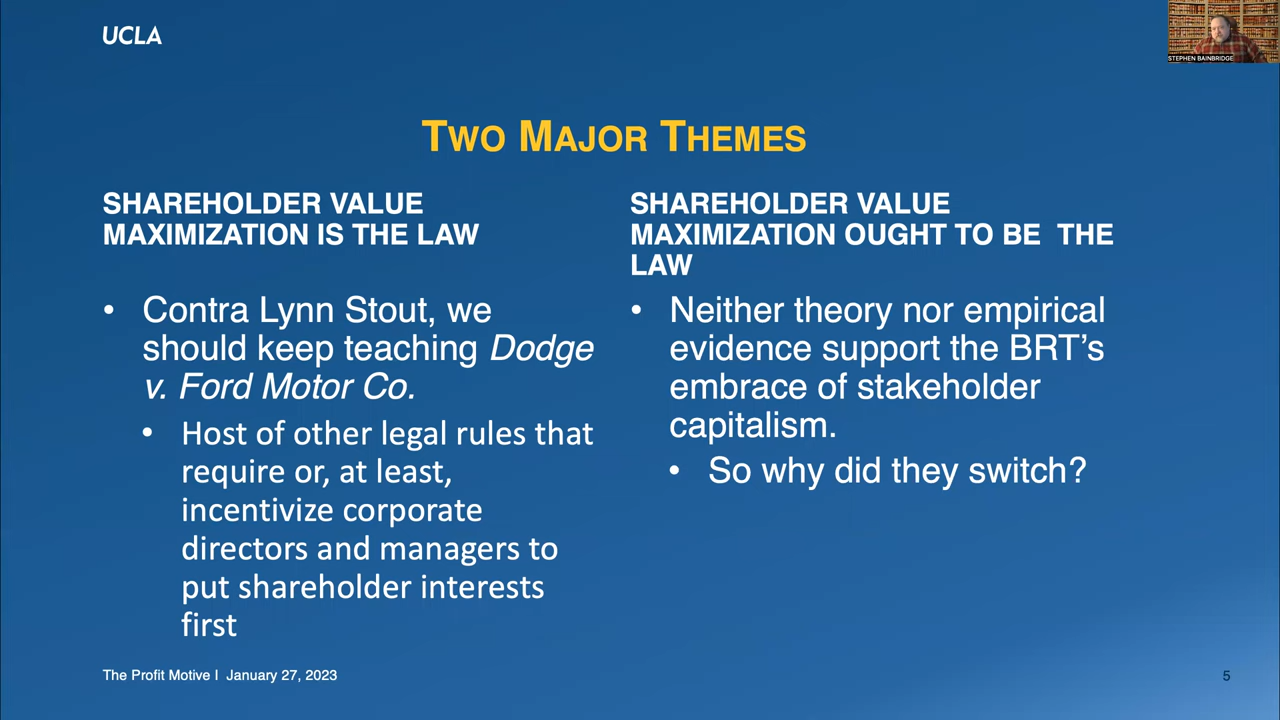 UCLA
STEPHEN BAINBRIDGE
TWO MAJOR THEMES
SHAREHOLDER VALUE
MAXIMIZATION IS THE LAW
• Contra Lynn Stout, we
should keep teaching Dodge
v. Ford Motor Co.
• Host of other legal rules that
require or, at least,
incentivize corporate
directors and managers to
put shareholder interests
first
SHAREHOLDER VALUE
MAXIMIZATION OUGHT TO BE THE
LAW
• Neither theory nor empirical
evidence support the BRT’s
embrace of stakeholder
capitalism.
• So why did they switch?
The Profit Motive I January 27, 2023
5